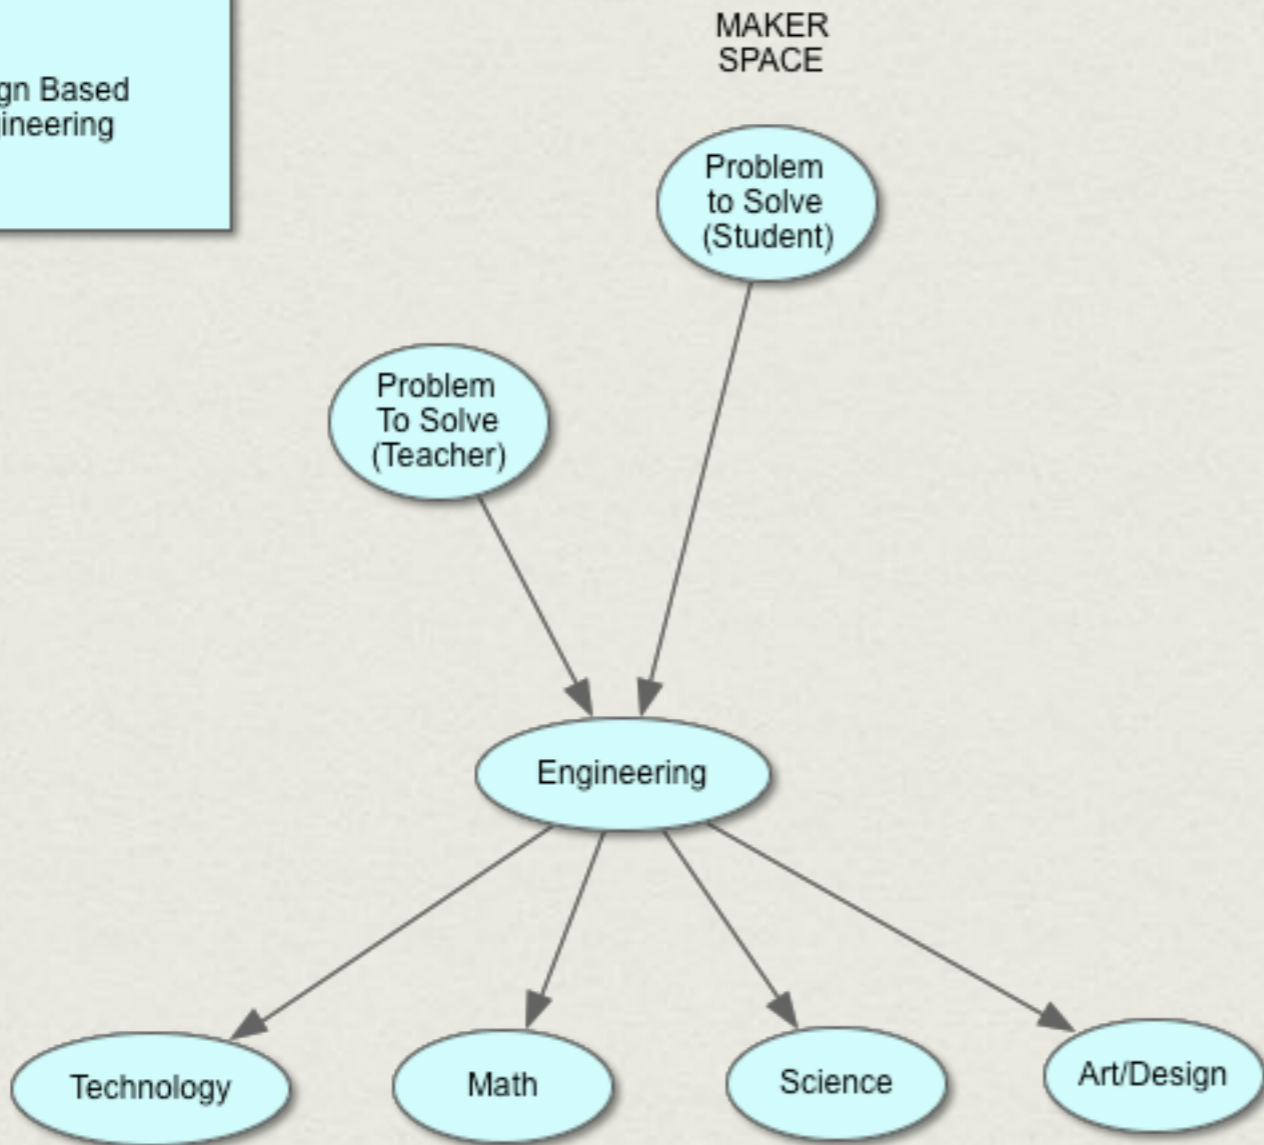 MAKER
SPACE
gn Based
ineering
Problem
to Solve
(Student)
Problem
To Solve
(Teacher)
Engineering
Technology
Math
Science
Art/Design